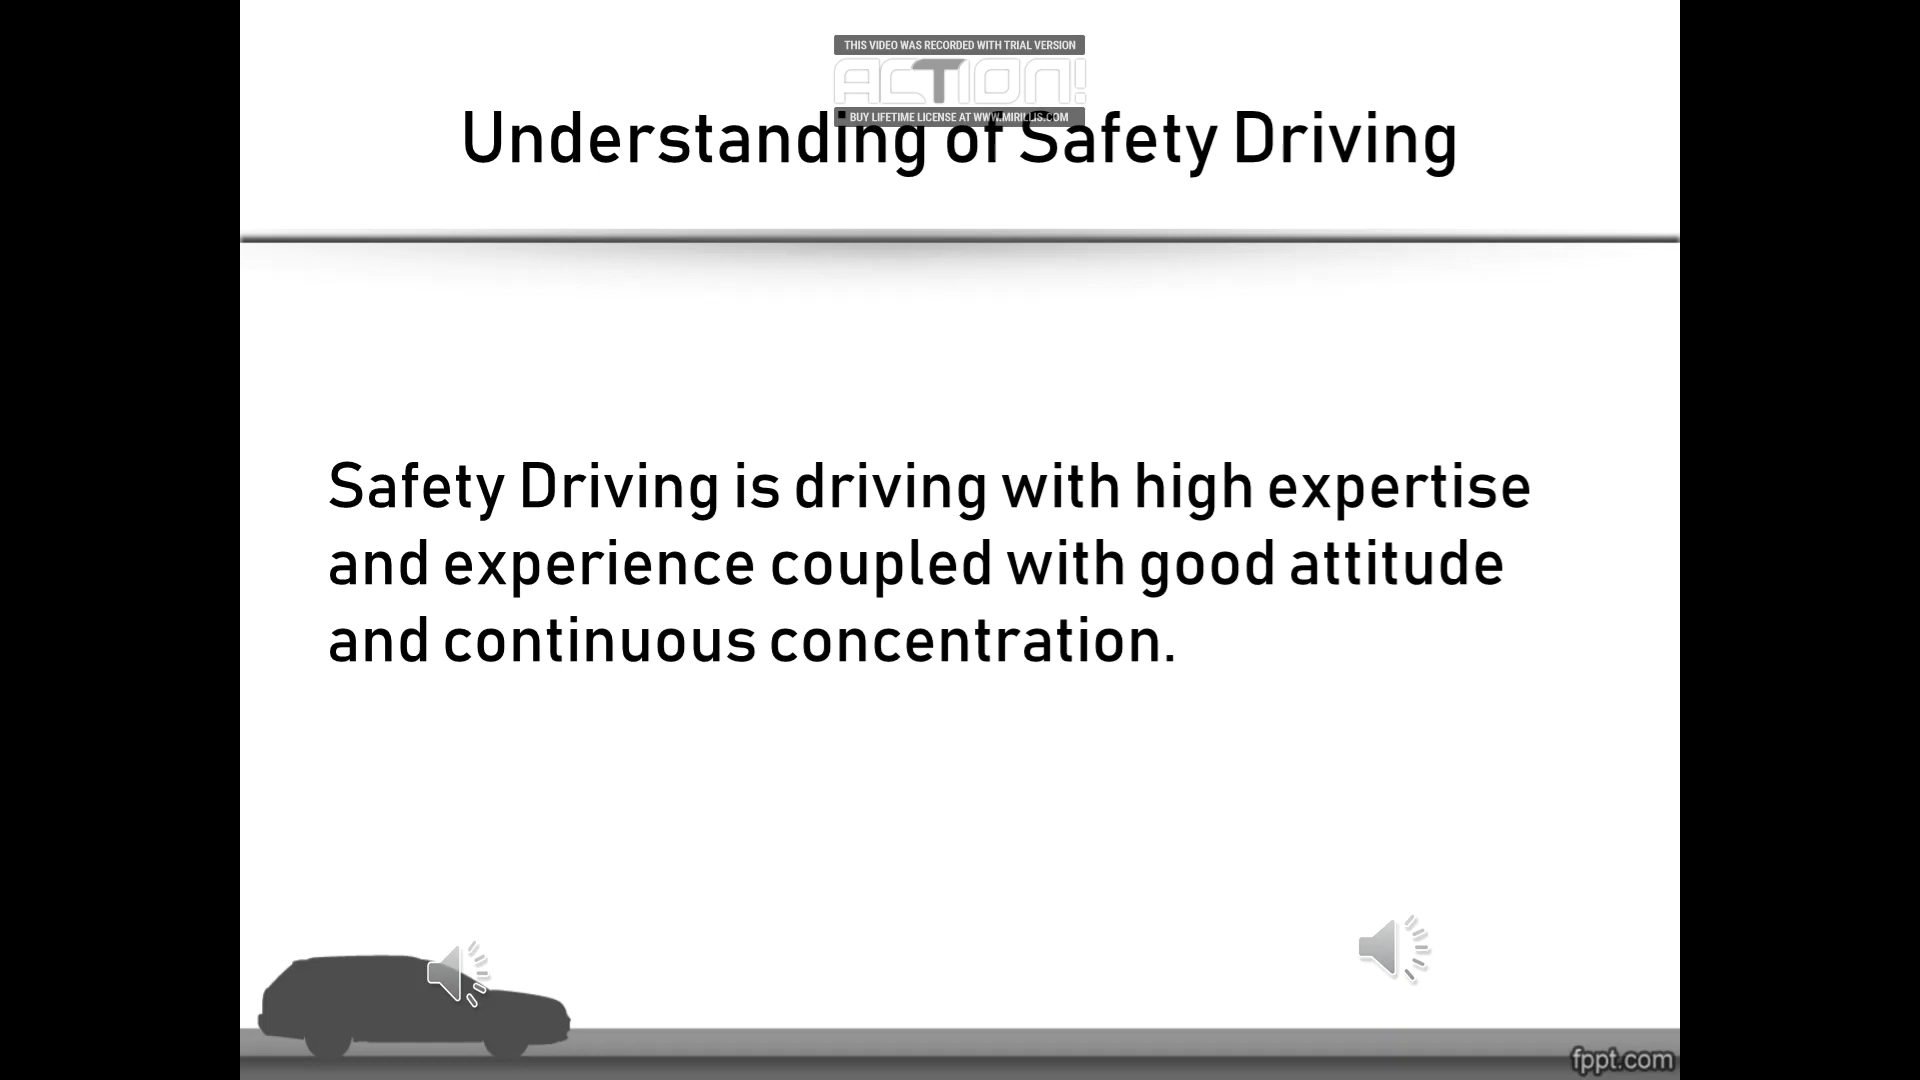 THIS VIDEO WAS RECORDED WITH TRIAL VERSION
ACTION!
BUY LIFETIME LICENSE AT WWW.MIRILLIS.COM
Understanding of Safety Driving
Safety Driving is driving with high expertise
and experience coupled with good attitude
and continuous concentration.
fppt.com